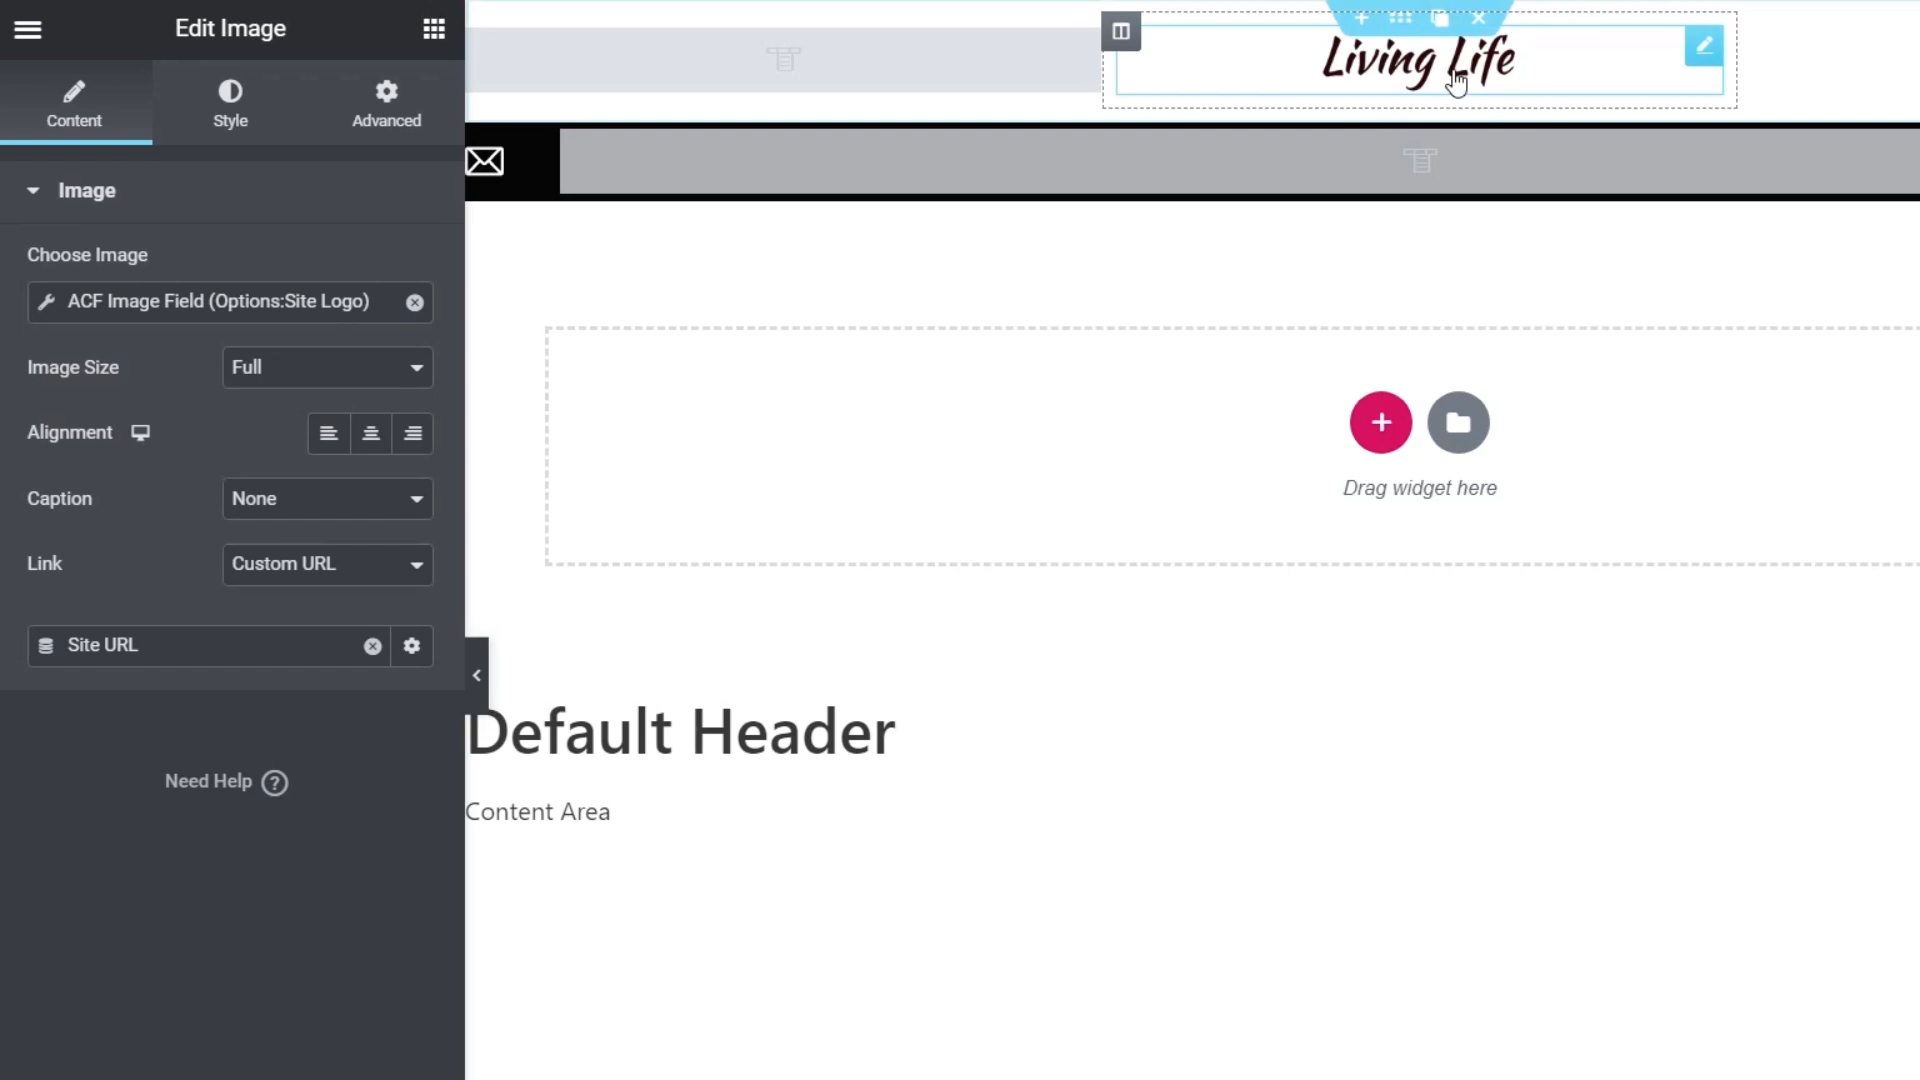 Edit Image
Content
Style
Advanced
Image
Choose Image
ACF Image Field (Options:Site Logo)
Image Size
Full
Alignment
Caption
None
Link
Custom URL
Site URL
Need Help
Living Life
Drag widget here
Default Header
Content Area